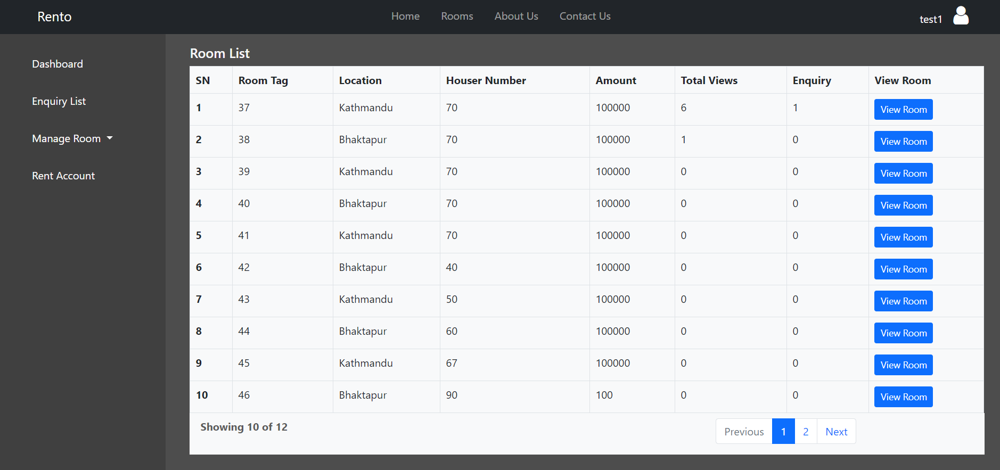 Rento Home Rooms About Us Contact Us test1
Dashboard
Enquiry List
Manage Room
Rent Account
Room List
SN Room Tag Location Houser Number Amount Total Views Enquiry View Room
1 37 Kathmandu 70 100000 6 1 View Room
2 38 Bhaktapur 70 100000 1 0 View Room
3 39 Kathmandu 70 100000 0 0 View Room
4 40 Bhaktapur 70 100000 0 0 View Room
5 41 Kathmandu 70 100000 0 0 View Room
6 42 Bhaktapur 40 100000 0 0 View Room
7 43 Kathmandu 50 100000 0 0 View Room
8 44 Bhaktapur 60 100000 0 0 View Room
9 45 Kathmandu 67 100000 0 0 View Room
10 46 Bhaktapur 90 100 0 0 View Room
Showing 10 of 12 Previous 1 2 Next